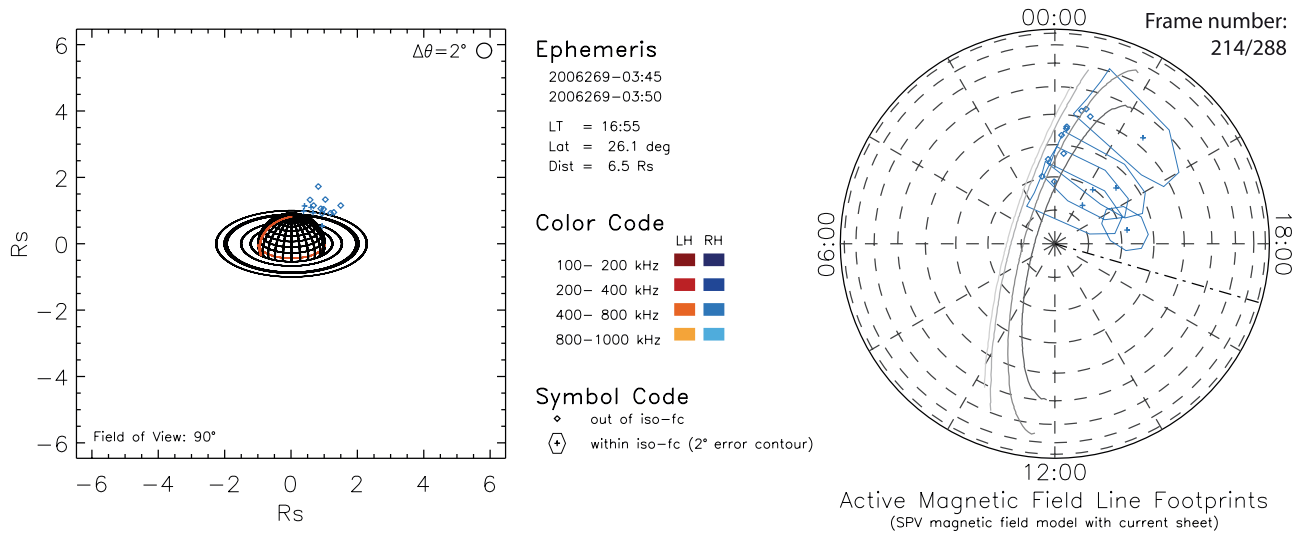 Δθ=2°
6
4
2
0
−2
−4
−6
Rs
Field of View: 90°
−6 −4 −2 0 2 4 6
Rs
Ephemeris
2006269−03:45
2006269−03:50
LT = 16:55
Lat = 26.1 deg
Dist = 6.5 Rs
Color Code
LH RH
100− 200 kHz
200− 400 kHz
400− 800 kHz
800−1000 kHz
Symbol Code
out of iso−fc
within iso−fc (2° error contour)
Frame number:
214/288
00:00
06:00
18:00
12:00
Active Magnetic Field Line Footprints
(SPV magnetic field model with current sheet)